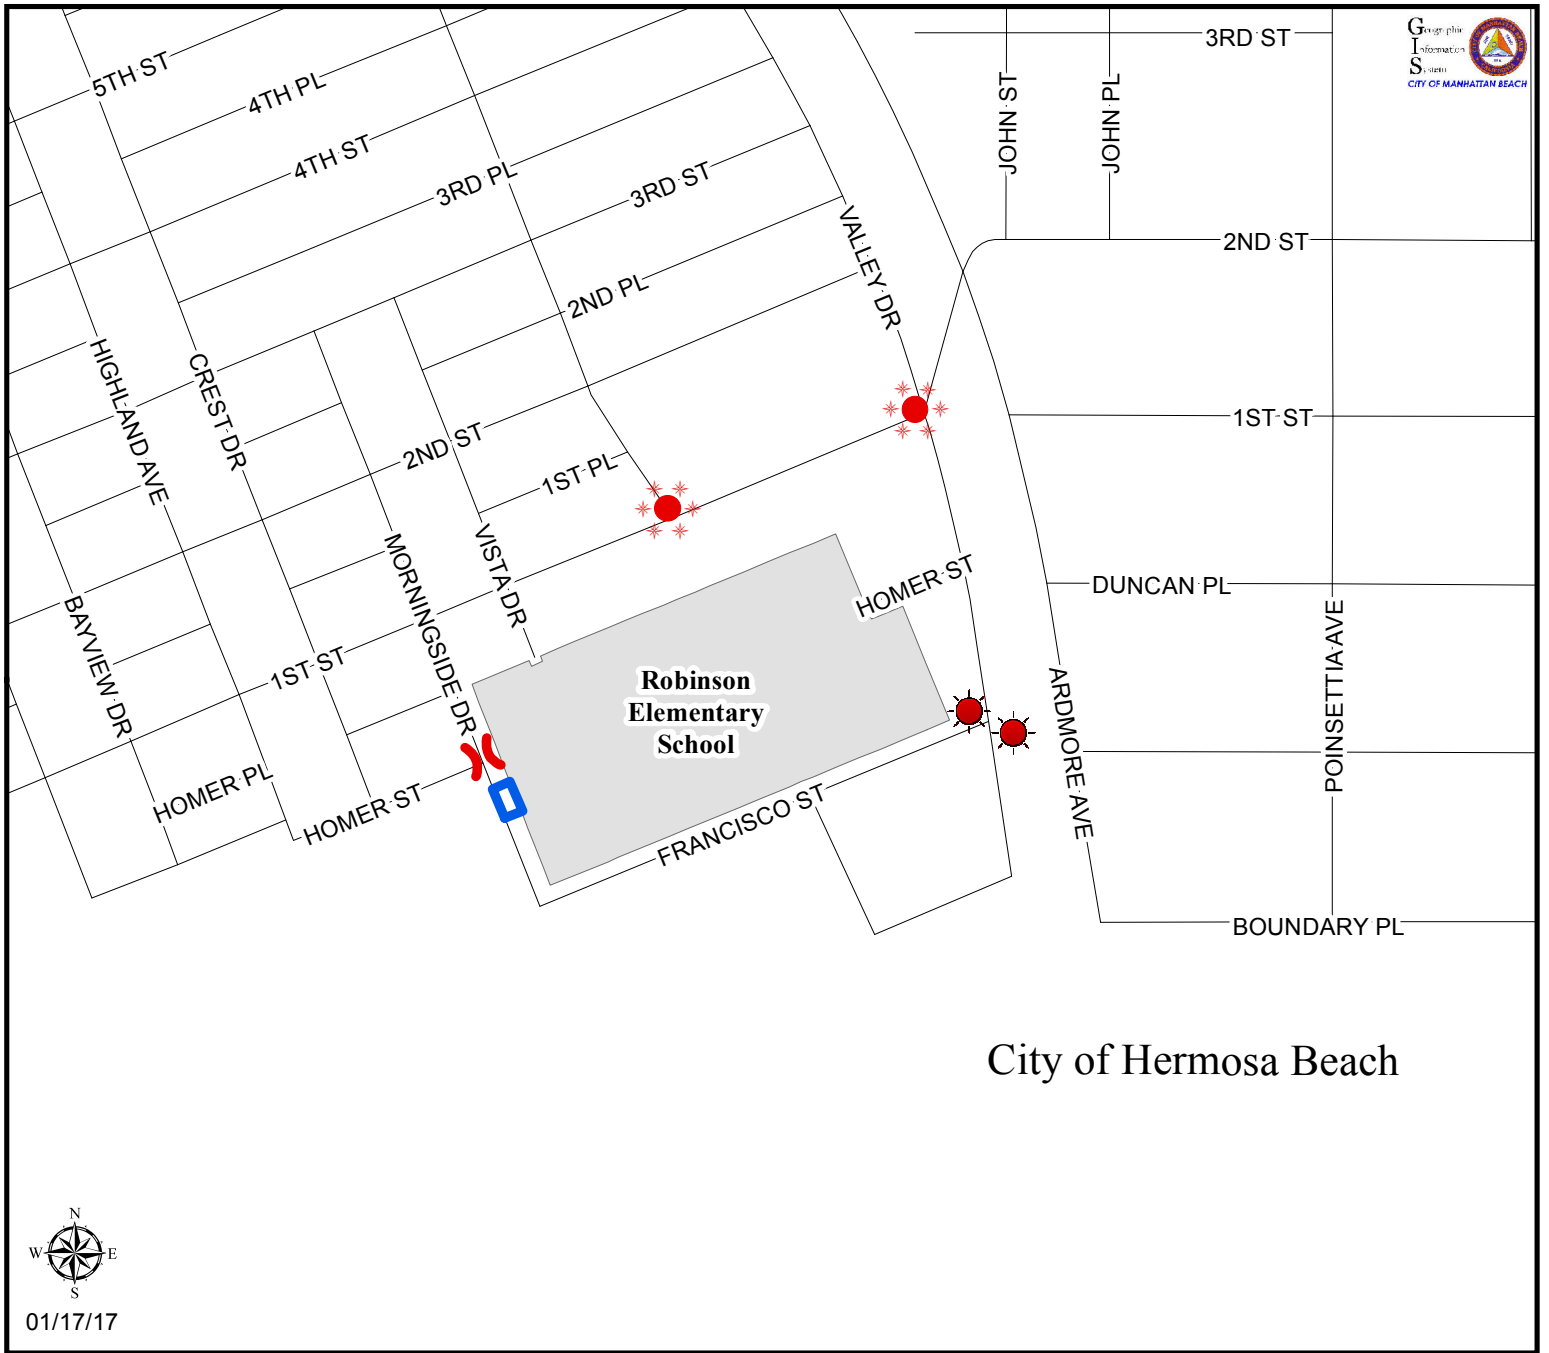 Geographic
Information
System
CITY OF MANHATTAN BEACH
3RD ST
5TH ST
4TH PL
JOHN ST
JOHN PL
4TH ST
3RD PL
3RD ST
2ND ST
VALLEY DR
2ND PL
HIGHLAND AVE
CREST DR
1ST ST
2ND ST
1ST PL
MORNINGSIDE DR
VISTA DR
HOMER ST
DUNCAN PL
BAYVIEW DR
POINSETTIA AVE
1ST ST
Robinson
Elementary
School
ARDMORE AVE
HOMER PL
HOMER ST
FRANCISCO ST
BOUNDARY PL
City of Hermosa Beach
N
W
E
S
01/17/17